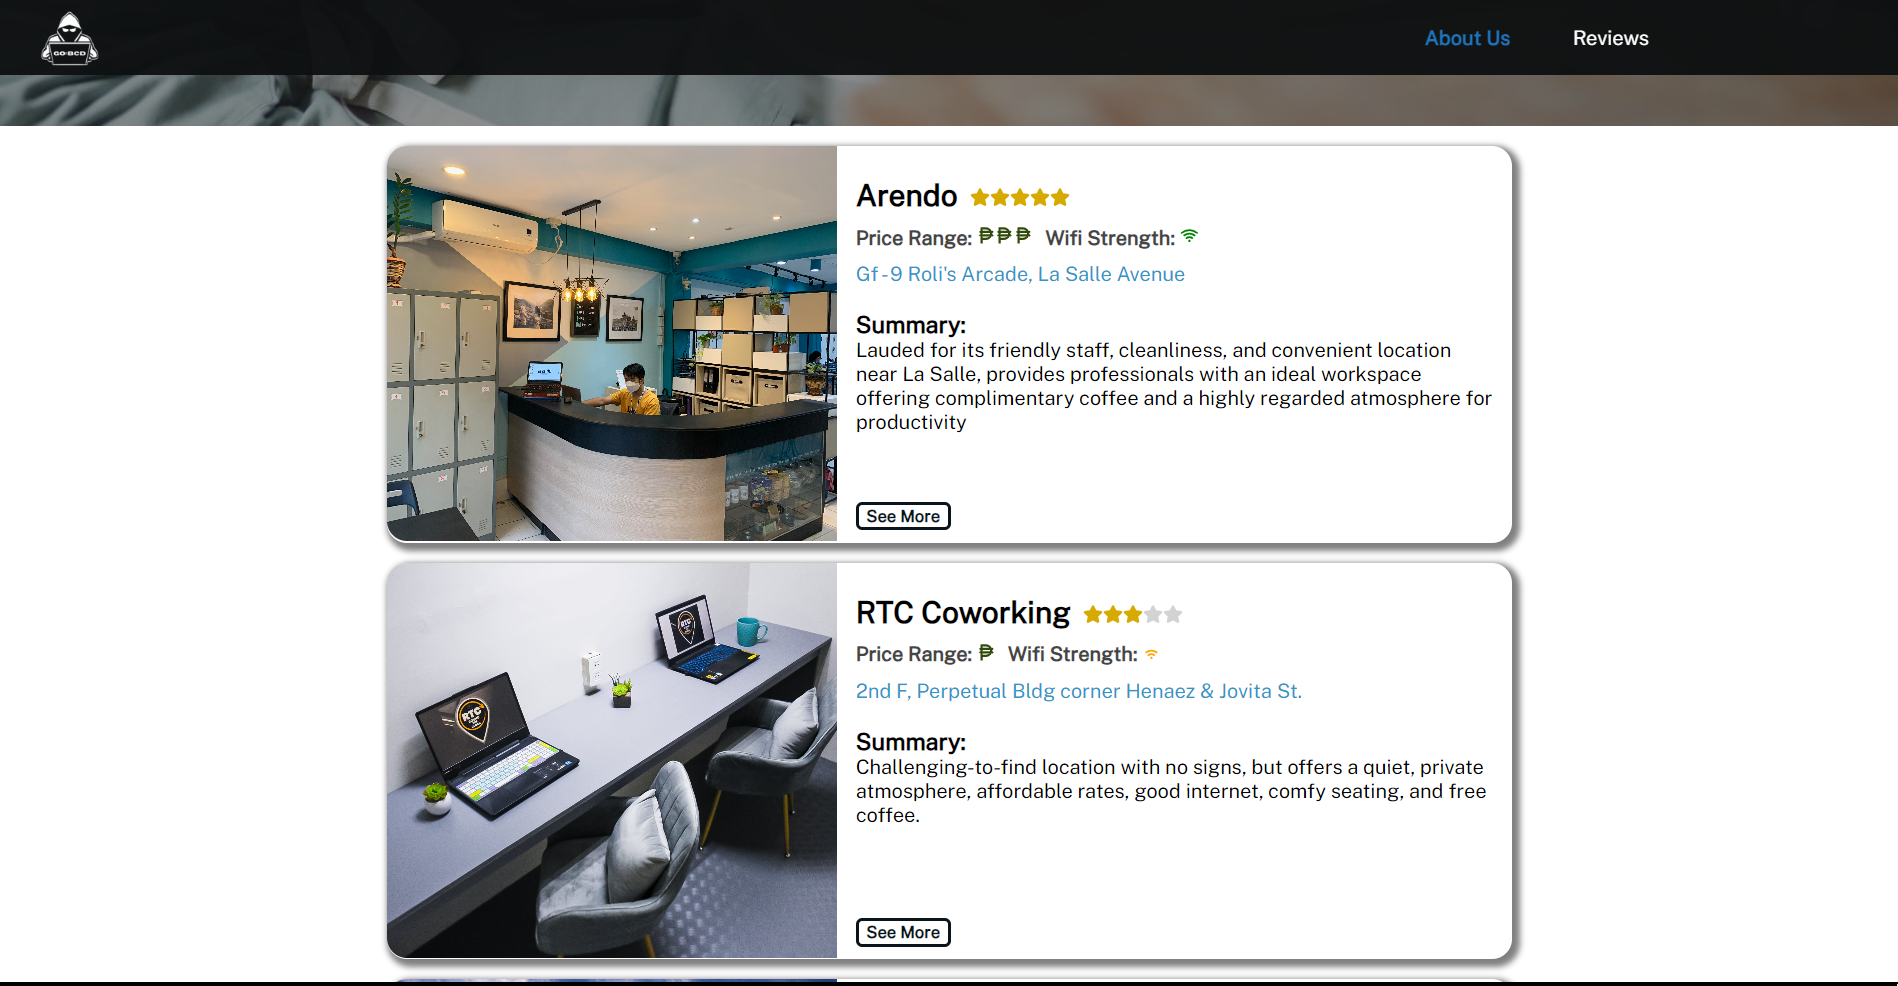 GO-BCD
About Us
Reviews
Arendo
Price Range: ₱ ₱ ₱ Wifi Strength:
Gf - 9 Roli's Arcade, La Salle Avenue
Summary:
Lauded for its friendly staff, cleanliness, and convenient location
near La Salle, provides professionals with an ideal workspace
offering complimentary coffee and a highly regarded atmosphere for
productivity
See More
RTC
RTC
RTC Coworking
Price Range: ₱ Wifi Strength:
2nd F, Perpetual Bldg corner Henaez & Jovita St.
Summary:
Challenging-to-find location with no signs, but offers a quiet, private
atmosphere, affordable rates, good internet, comfy seating, and free
coffee.
See More